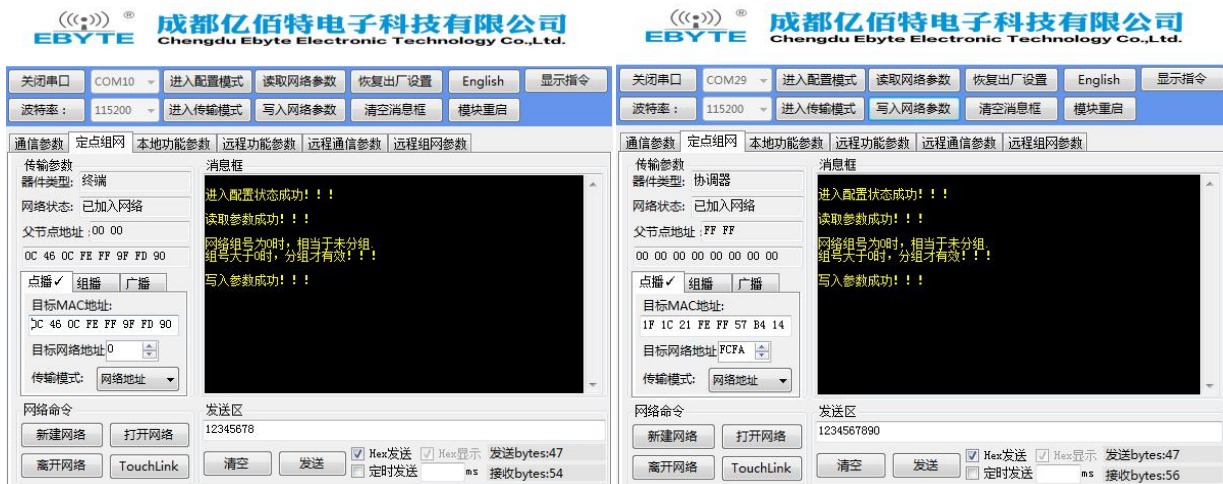 EBYTE ® 成都亿佰特电子科技有限公司
Chengdu Ebyte Electronic Technology Co.,Ltd.
关闭串口 COM10 进入配置模式 读取网络参数 恢复出厂设置 English 显示指令
波特率： 115200 进入传输模式 写入网络参数 清空消息框 模块重启
通信参数 定点组网 本地功能参数 远程功能参数 远程通信参数 远程组网参数
传输参数 消息框
器件类型: 终端
进入配置状态成功!!!
网络状态: 已加入网络
读取参数成功!!!
父节点地址: 00 00
网络组号为0时，相当于未分组.
组号大于0时，分组才有效!!!
0C 46 0C FE FF 9F FD 90
点播✓ 组播 广播
写入参数成功!!!
目标MAC地址:
0C 46 0C FE FF 9F FD 90
目标网络地址 0
传输模式: 网络地址
网络命令 发送区
12345678
新建网络 打开网络
离开网络 TouchLink 清空 发送
Hex发送 Hex显示 发送bytes:47
定时发送 ms 接收bytes:54
EBYTE ® 成都亿佰特电子科技有限公司
Chengdu Ebyte Electronic Technology Co.,Ltd.
关闭串口 COM29 进入配置模式 读取网络参数 恢复出厂设置 English 显示指令
波特率： 115200 进入传输模式 写入网络参数 清空消息框 模块重启
通信参数 定点组网 本地功能参数 远程功能参数 远程通信参数 远程组网参数
传输参数 消息框
器件类型: 协调器
进入配置状态成功!!!
网络状态: 已加入网络
读取参数成功!!!
父节点地址: FF FF
网络组号为0时，相当于未分组.
组号大于0时，分组才有效!!!
00 00 00 00 00 00 00 00
点播✓ 组播 广播
写入参数成功!!!
目标MAC地址:
1F 1C 21 FE FF 57 B4 14
目标网络地址 FCFA
传输模式: 网络地址
网络命令 发送区
1234567890
新建网络 打开网络
离开网络 TouchLink 清空 发送
Hex发送 Hex显示 发送bytes:47
定时发送 ms 接收bytes:56